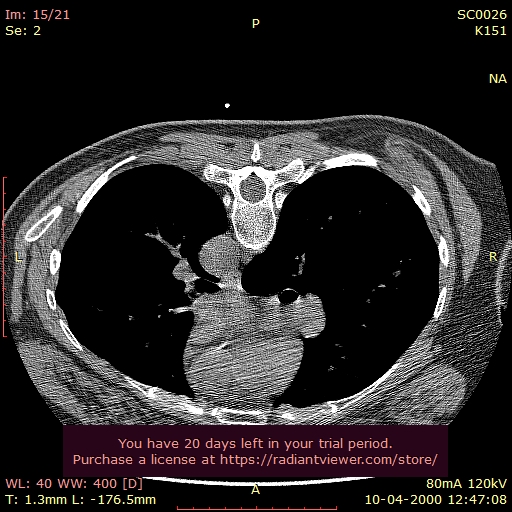 Im: 15/21
Se: 2
P
SC0026
K151
NA
L
R
You have 20 days left in your trial period.
Purchase a license at https://radiantviewer.com/store/
WL: 40 WW: 400 [D]
T: 1.3mm L: -176.5mm
A
80mA 120kV
10-04-2000 12:47:08